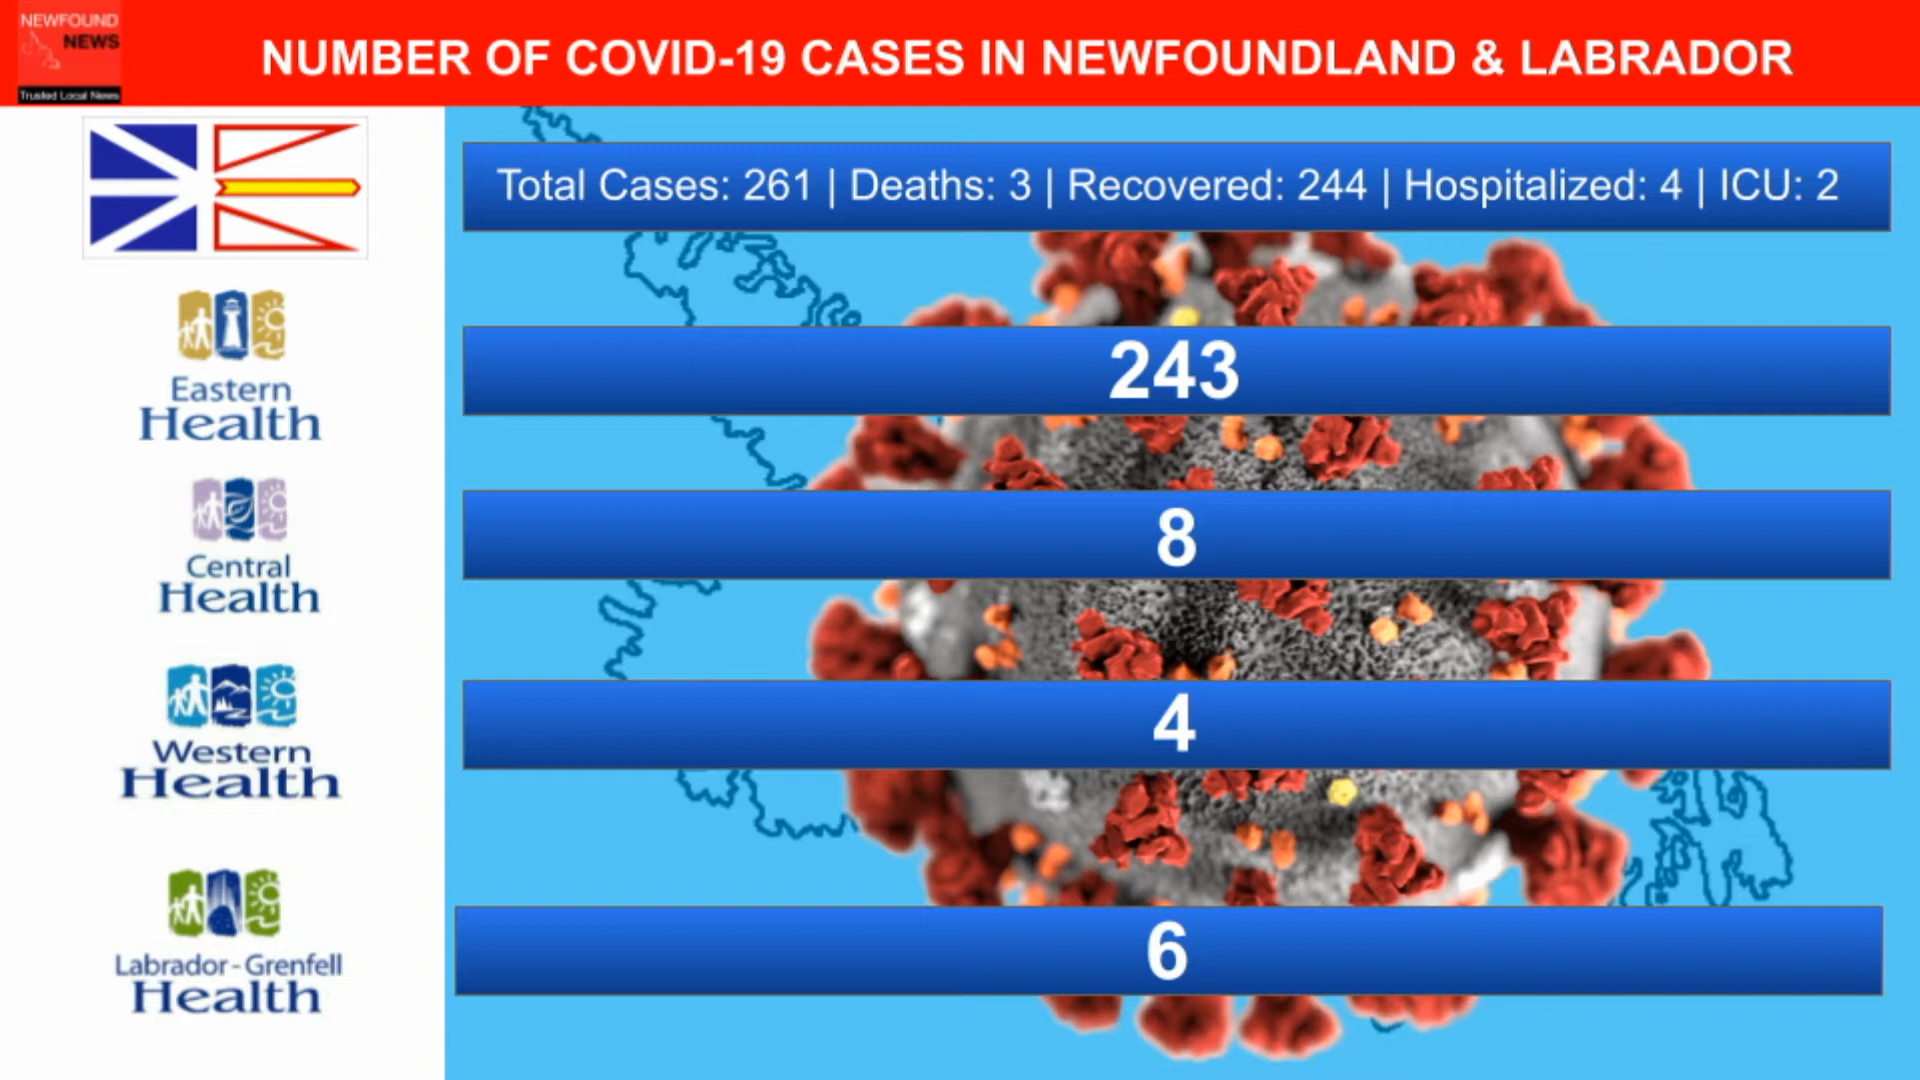 NEWFOUND
NEWS
Trusted Local News
NUMBER OF COVID-19 CASES IN NEWFOUNDLAND & LABRADOR
Total Cases: 261 | Deaths: 3 | Recovered: 244 | Hospitalized: 4 | ICU: 2
Eastern
Health
243
Central
Health
8
Western
Health
4
Labrador-Grenfell
Health
6